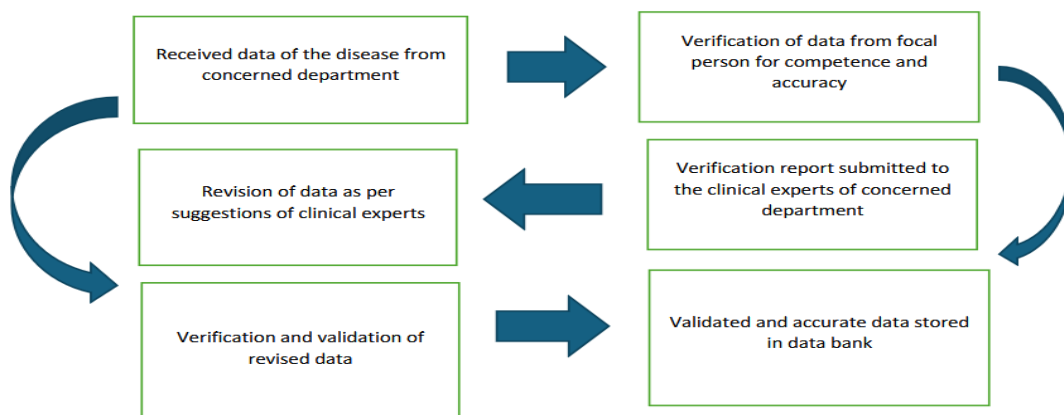 Received data of the disease from
concerned department
Verification of data from focal
person for competence and
accuracy
Verification report submitted to
the clinical experts of concerned
department
Revision of data as per
suggestions of clinical experts
Verification and validation of
revised data
Validated and accurate data stored
in data bank